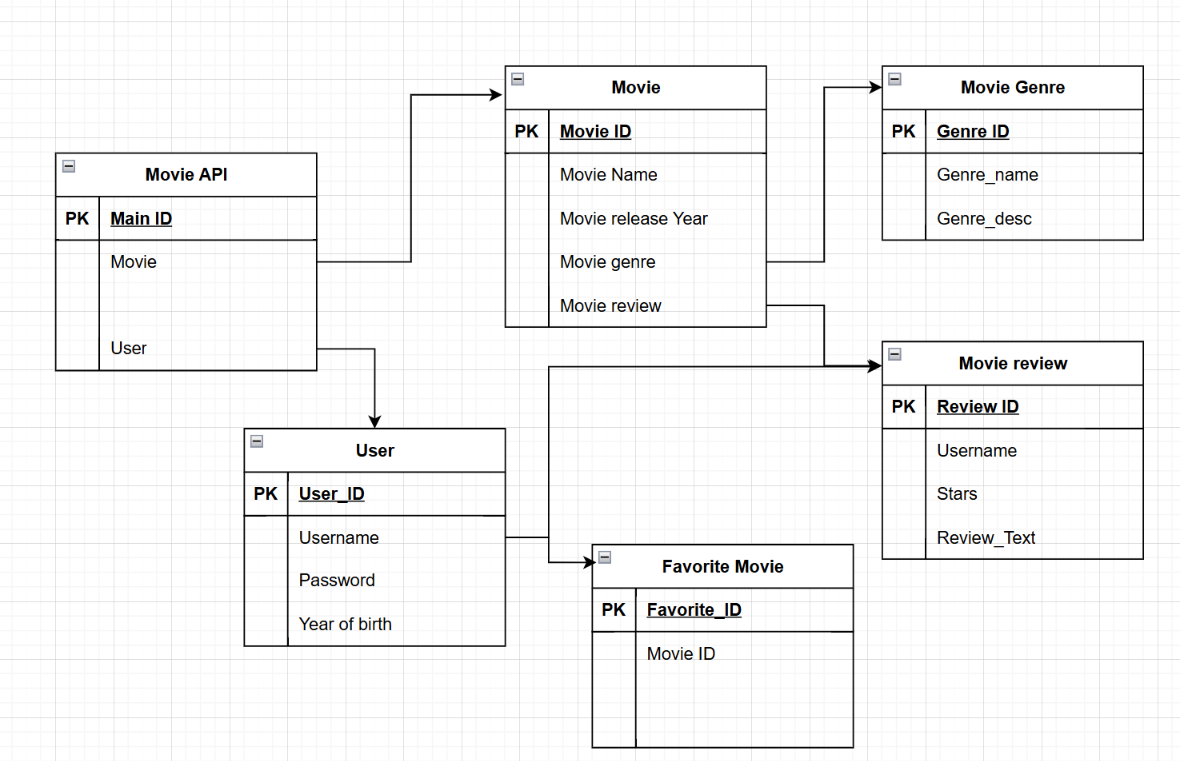 Movie API
PK Main ID
Movie
User
Movie
PK Movie ID
Movie Name
Movie release Year
Movie genre
Movie review
Movie Genre
PK Genre ID
Genre_name
Genre_desc
User
PK User_ID
Username
Password
Year of birth
Favorite Movie
PK Favorite_ID
Movie ID
Movie review
PK Review ID
Username
Stars
Review_Text